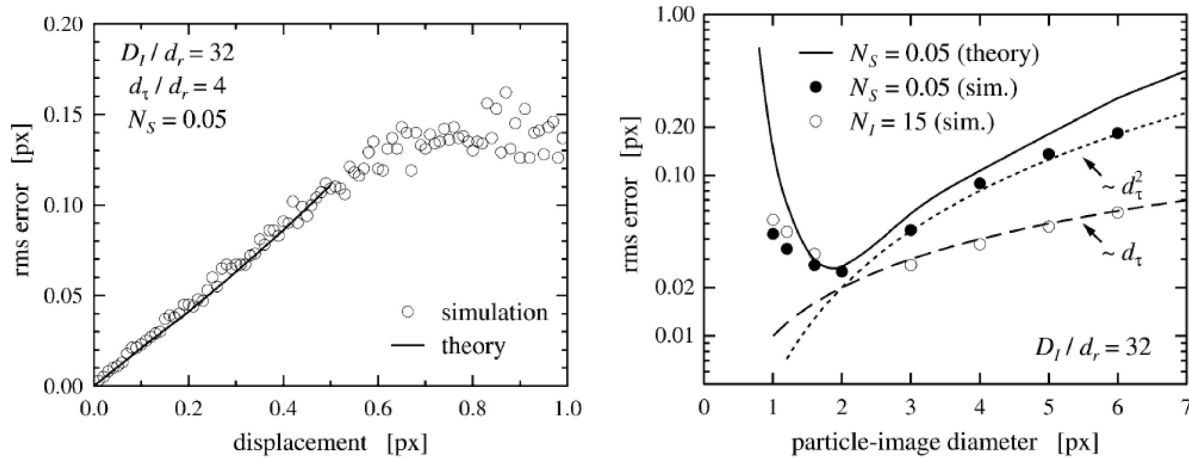 0.20
0.15
0.10
0.05
0.00
rms error [px]
D_I / d_r = 32
d_τ / d_r = 4
N_S = 0.05
simulation
theory
0.0 0.2 0.4 0.6 0.8 1.0
displacement [px]
1.00
0.20
0.10
0.02
0.01
rms error [px]
N_S = 0.05 (theory)
N_S = 0.05 (sim.)
N_I = 15 (sim.)
~ d_τ^2
~ d_τ
D_I / d_r = 32
0 1 2 3 4 5 6 7
particle-image diameter [px]